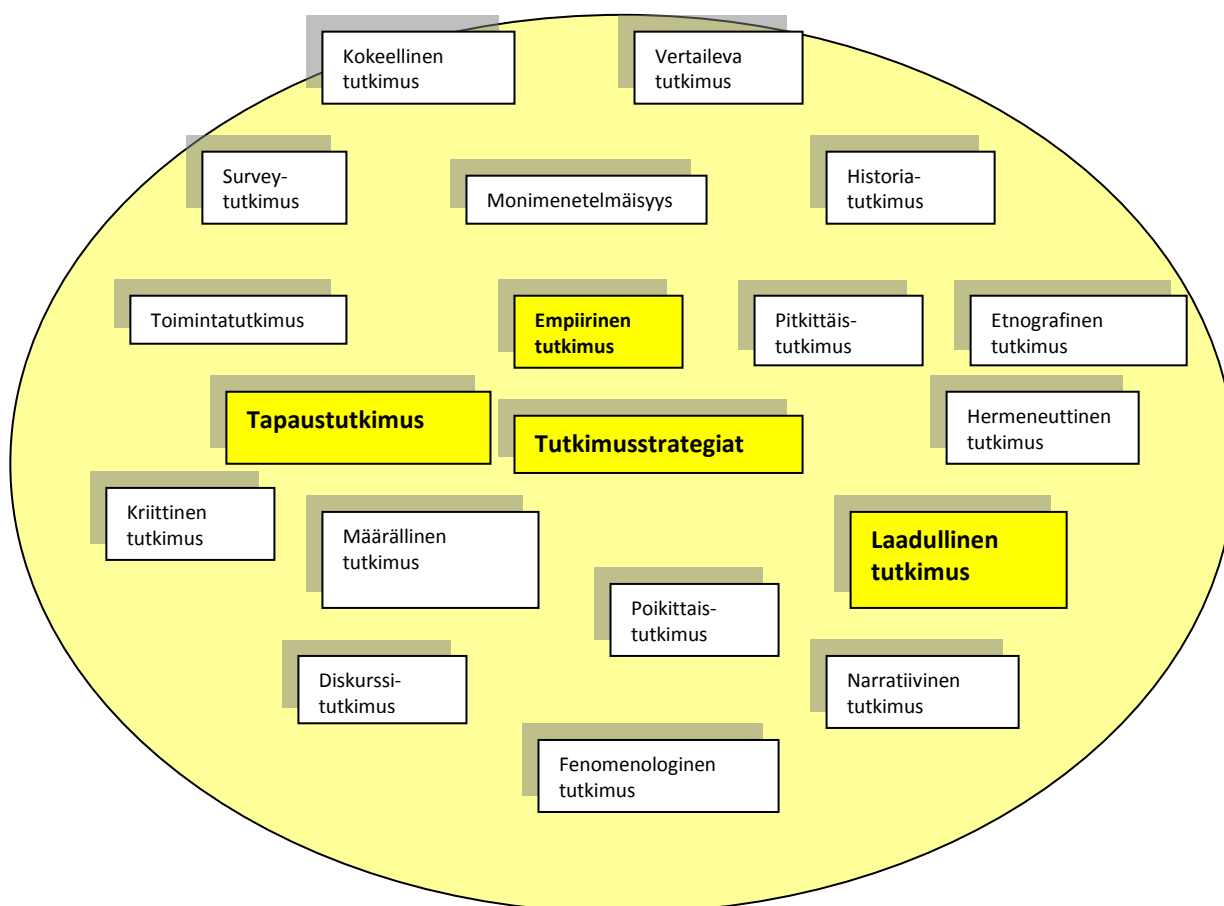 Kokeellinen
tutkimus
Vertaileva
tutkimus
Survey-
tutkimus
Monimenetelmäisyys
Historia-
tutkimus
Toimintatutkimus
Empiirinen
tutkimus
Pitkittäis-
tutkimus
Etnografinen
tutkimus
Tapaustutkimus
Tutkimusstrategiat
Hermeneuttinen
tutkimus
Kriittinen
tutkimus
Määrällinen
tutkimus
Laadullinen
tutkimus
Poikittais-
tutkimus
Diskurssi-
tutkimus
Narratiivinen
tutkimus
Fenomenologinen
tutkimus